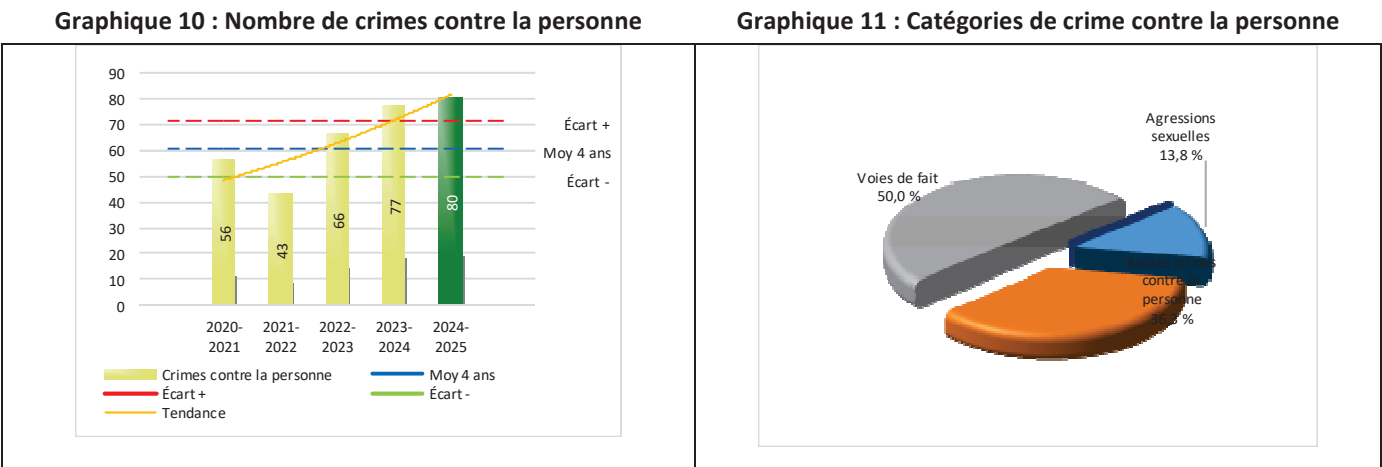 Graphique 10 : Nombre de crimes contre la personne
90
80
70
60
50
40
30
20
10
0
56
43
66
77
80
Écart +
Moy 4 ans
Écart -
2020-
2021
2021-
2022
2022-
2023
2023-
2024
2024-
2025
Crimes contre la personne
Moy 4 ans
Écart +
Écart -
Tendance
Graphique 11 : Catégories de crime contre la personne
Agressions
sexuelles
13,8 %
Voies de fait
50,0 %
contre la
personne
36,3 %